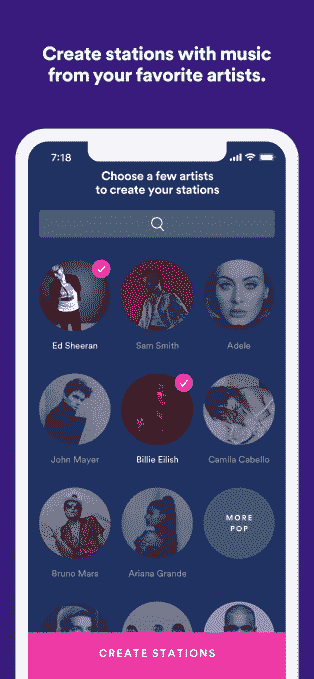 Create stations with music
from your favorite artists.
7:18
Choose a few artists
to create your stations
Ed Sheeran
Sam Smith
Adele
John Mayer
Billie Eilish
Camila Cabello
MORE
POP
Bruno Mars
Ariana Grande
CREATE STATIONS